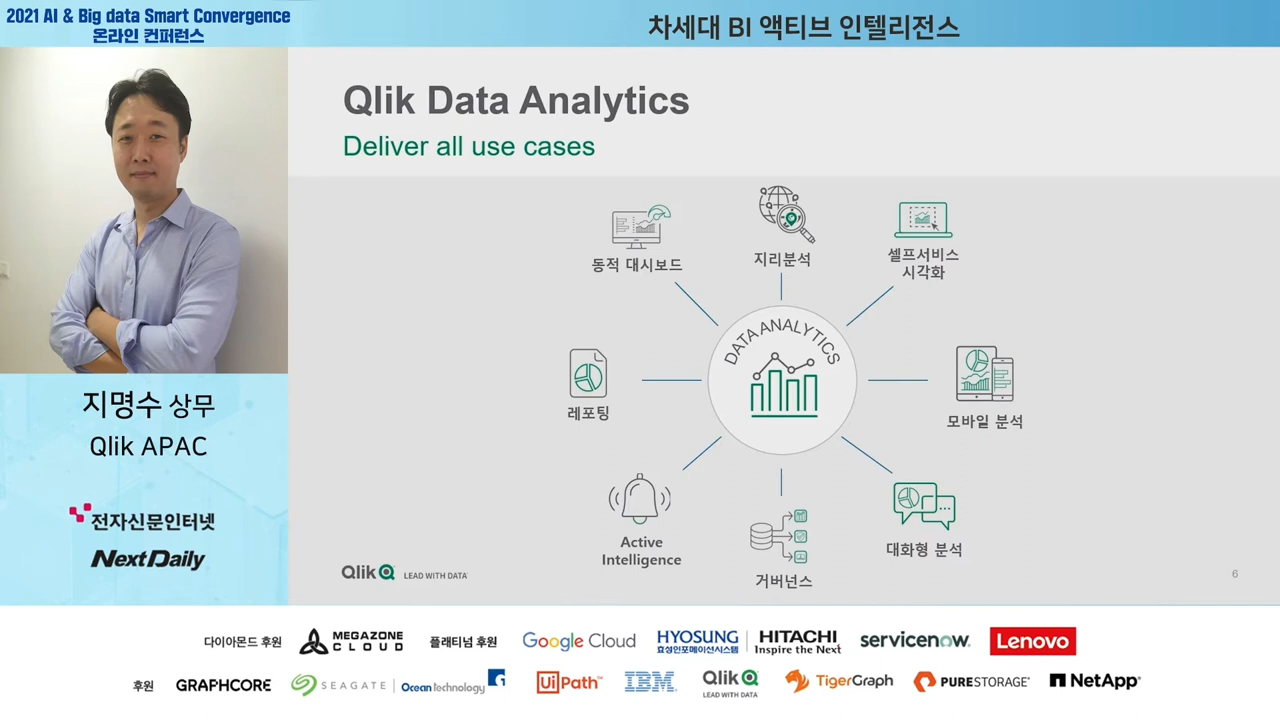 2021 AI & Big data Smart Convergence
온라인 컨퍼런스
차세대 BI 액티브 인텔리전스
Qlik Data Analytics
Deliver all use cases
동적 대시보드
지리분석
셀프서비스
시각화
DATA ANALYTICS
레포팅
모바일 분석
Active
Intelligence
거버넌스
대화형 분석
Qlik LEAD WITH DATA
6
지명수 상무
Qlik APAC
전자신문인터넷
NextDaily
다이아몬드 후원 MEGAZONE CLOUD 플래티넘 후원 Google Cloud HYOSUNG 효성인포메이션시스템 HITACHI Inspire the Next servicenow. Lenovo
후원 GRAPHCORE SEAGATE Ocean technology UiPath™ IBM. Qlik LEAD WITH DATA TigerGraph PURESTORAGE® NetApp®